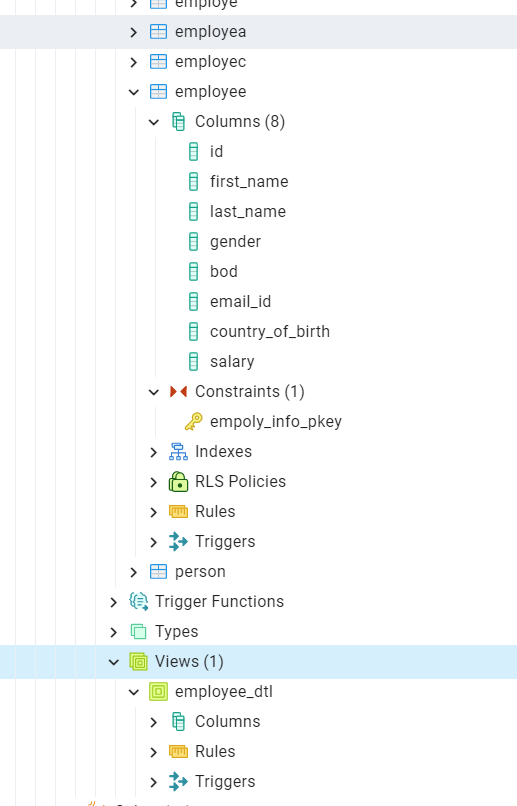 employe
employea
employec
employee
Columns (8)
id
first_name
last_name
gender
bod
email_id
country_of_birth
salary
Constraints (1)
empoly_info_pkey
Indexes
RLS Policies
Rules
Triggers
person
Trigger Functions
Types
Views (1)
employee_dtl
Columns
Rules
Triggers